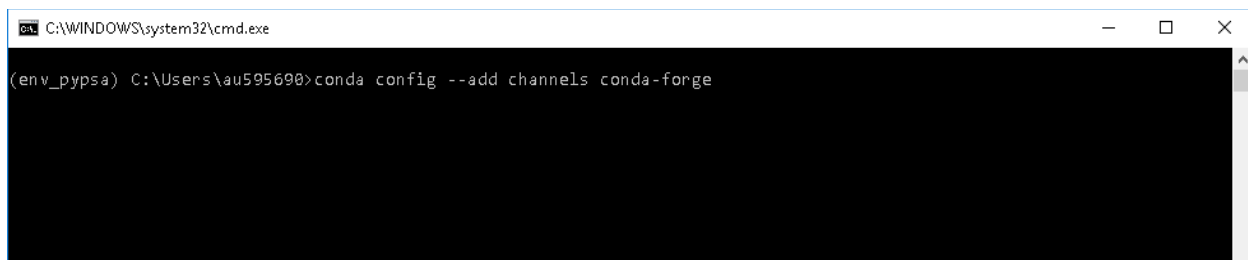 C:\WINDOWS\system32\cmd.exe
(env_pypsa) C:\Users\au595690>conda config --add channels conda-forge